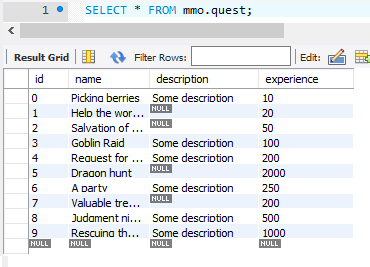 1 SELECT * FROM mmo.quest;
Result Grid Filter Rows: Edit:
id name description experience
0 Picking berries Some description 10
1 Help the wor... NULL 20
2 Salvation of ... NULL 50
3 Goblin Raid Some description 100
4 Request for ... Some description 200
5 Dragon hunt NULL 2000
6 A party Some description 250
7 Valuable tre... NULL 200
8 Judgment ni... Some description 500
9 Rescuing th... Some description 1000
NULL NULL NULL NULL